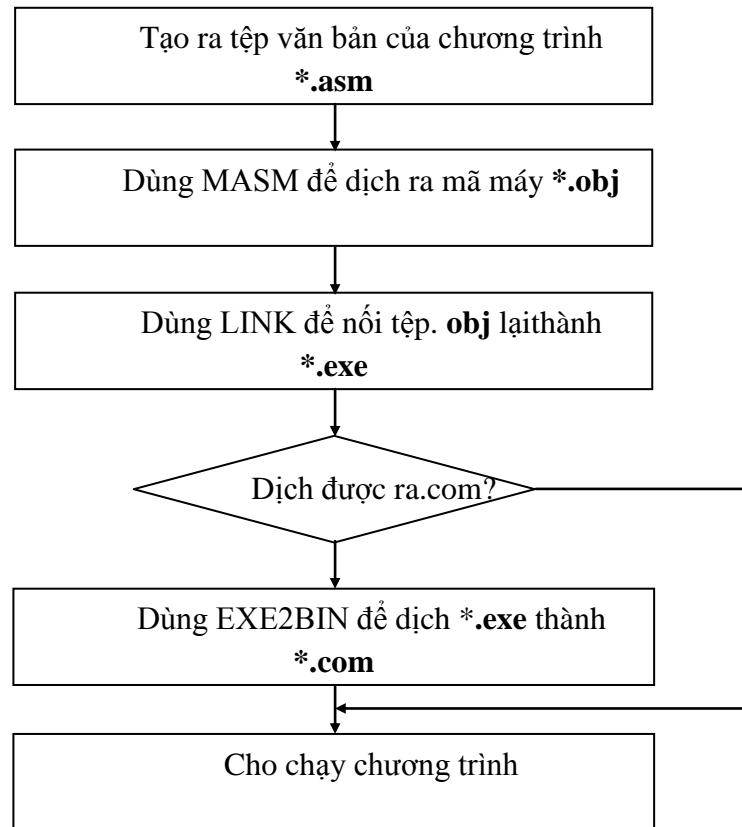 Tạo ra tệp văn bản của chương trình
*.asm
Dùng MASM để dịch ra mã máy *.obj
Dùng LINK để nối tệp. obj lạithành
*.exe
Dịch được ra.com?
Dùng EXE2BIN để dịch *.exe thành
*.com
Cho chạy chương trình